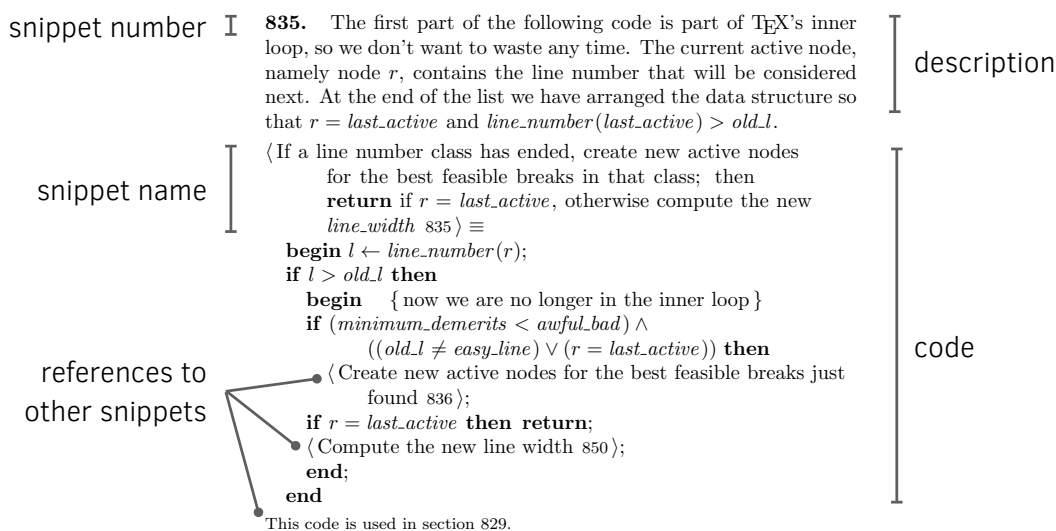 snippet number
835. The first part of the following code is part of TEX's inner
loop, so we don't want to waste any time. The current active node,
namely node r, contains the line number that will be considered
next. At the end of the list we have arranged the data structure so
that r = last_active and line_number(last_active) > old_l.
description
snippet name
⟨If a line number class has ended, create new active nodes
for the best feasible breaks in that class; then
return if r = last_active, otherwise compute the new
line_width 835⟩ ≡
begin l ← line_number(r);
if l > old_l then
begin {now we are no longer in the inner loop}
if (minimum_demerits < awful_bad) ∧
((old_l ≠ easy_line) ∨ (r = last_active)) then
code
references to
other snippets
⟨Create new active nodes for the best feasible breaks just
found 836⟩;
if r = last_active then return;
⟨Compute the new line width 850⟩;
end;
end
This code is used in section 829.